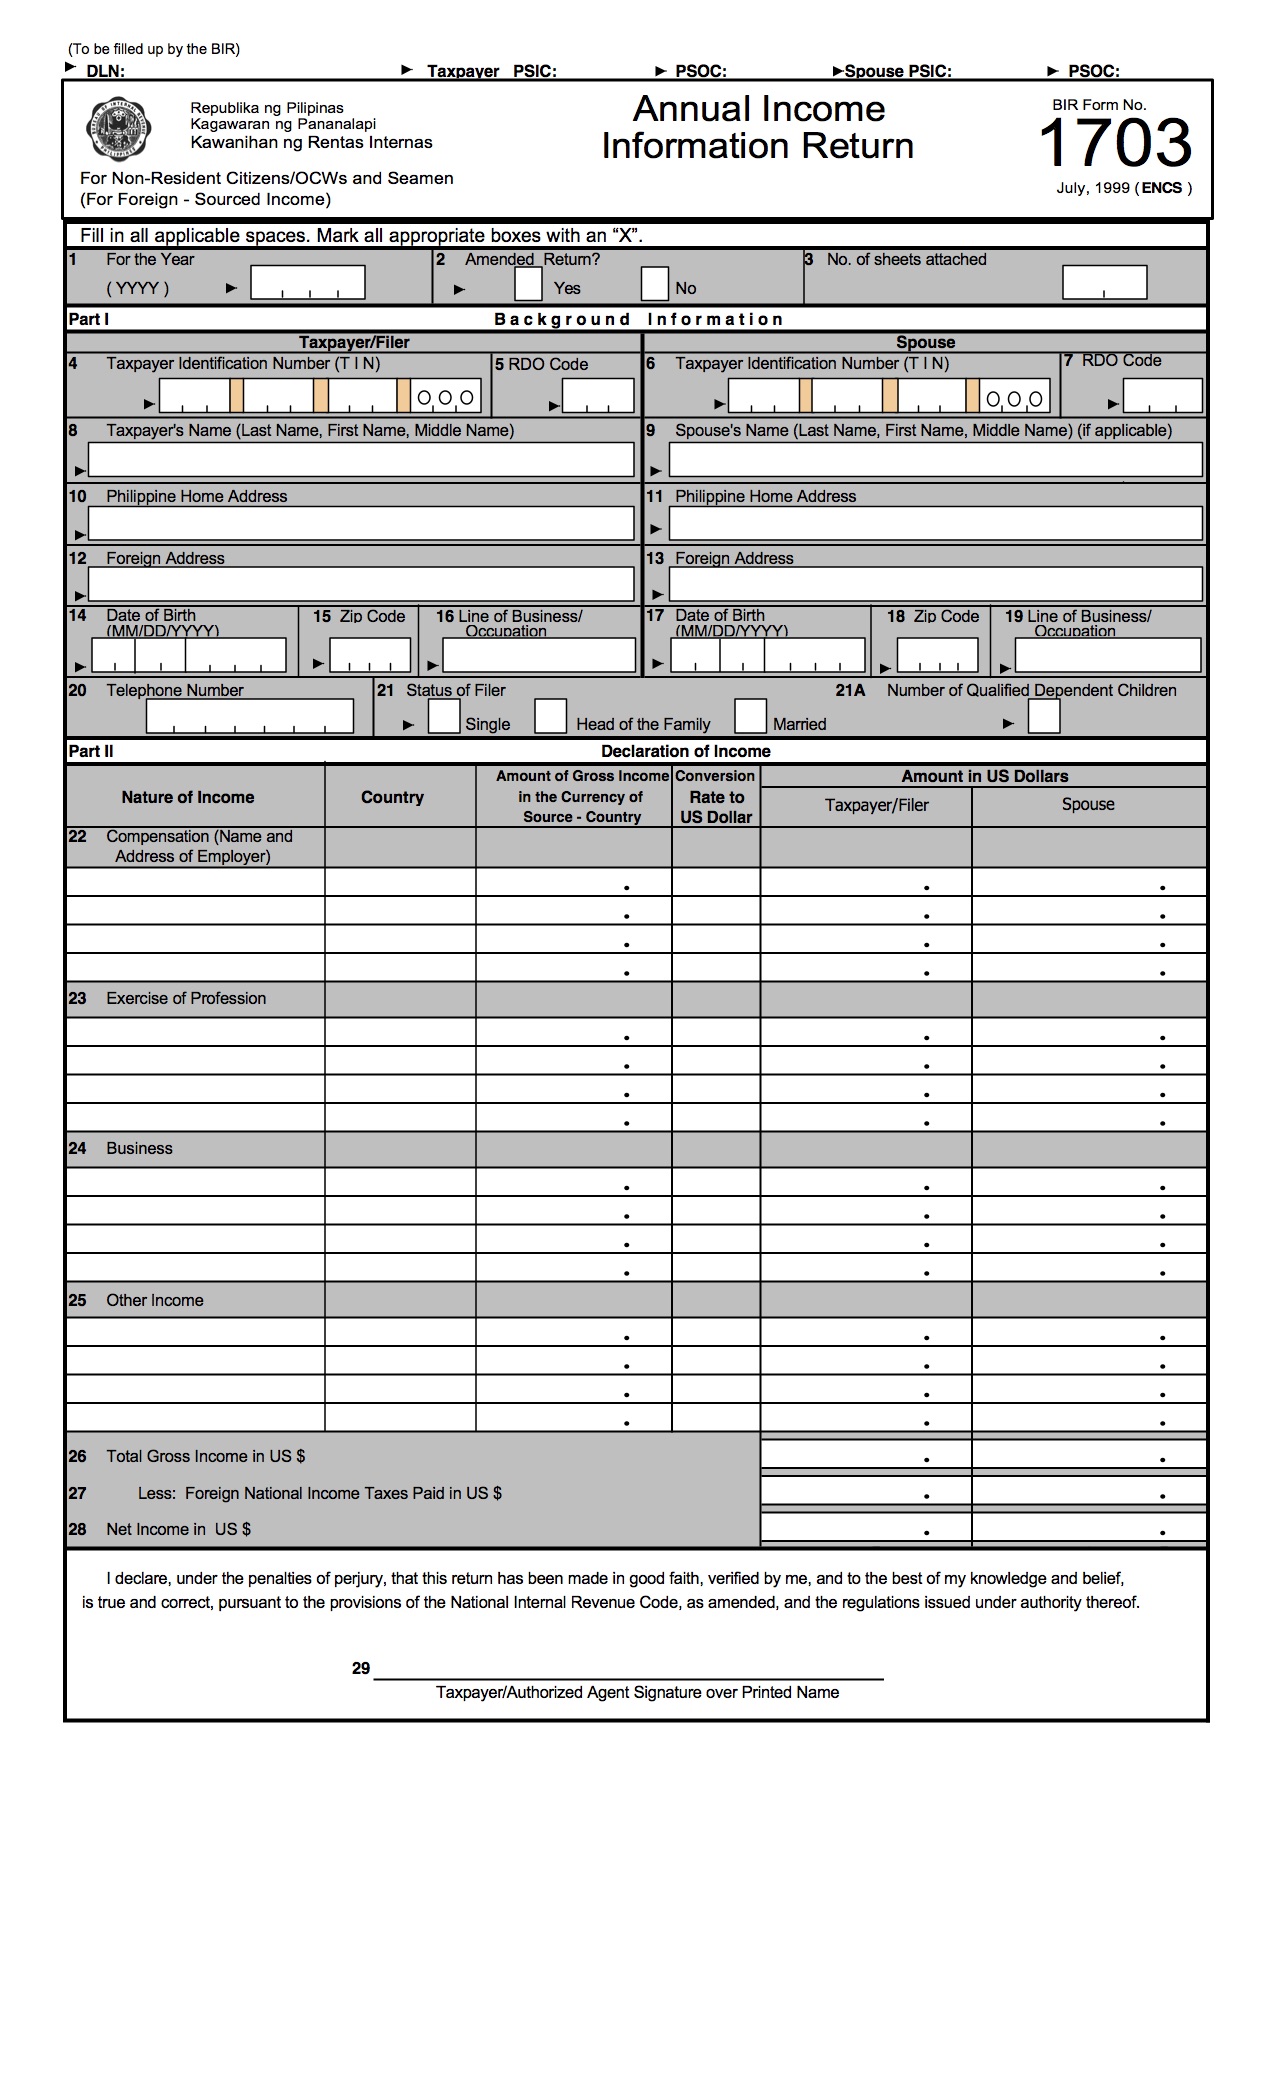 (To be filled up by the BIR)
DLN: Taxpayer PSIC: PSOC: Spouse PSIC: PSOC:
Republika ng Pilipinas
Kagawaran ng Pananalapi
Kawanihan ng Rentas Internas
For Non-Resident Citizens/OCWs and Seamen
(For Foreign - Sourced Income)
Annual Income
Information Return
BIR Form No.
1703
July, 1999 ( ENCS )
Fill in all applicable spaces. Mark all appropriate boxes with an “X”.
1 For the Year
( YYYY )
2 Amended Return?
Yes No
3 No. of sheets attached
Part I Background Information
Taxpayer/Filer Spouse
4 Taxpayer Identification Number (T I N) 5 RDO Code 6 Taxpayer Identification Number (T I N) 7 RDO Code
0 0 0 0 0 0
8 Taxpayer's Name (Last Name, First Name, Middle Name) 9 Spouse's Name (Last Name, First Name, Middle Name) (if applicable)
10 Philippine Home Address 11 Philippine Home Address
12 Foreign Address 13 Foreign Address
14 Date of Birth
(MM/DD/YYYY)
15 Zip Code
16 Line of Business/
Occupation
17 Date of Birth
(MM/DD/YYYY)
18 Zip Code
19 Line of Business/
Occupation
20 Telephone Number 21 Status of Filer 21A Number of Qualified Dependent Children
Single Head of the Family Married
Part II Declaration of Income
Nature of Income
Country
Amount of Gross Income
in the Currency of
Source - Country
Conversion
Rate to
US Dollar
Amount in US Dollars
Taxpayer/Filer Spouse
22 Compensation (Name and
Address of Employer)
23 Exercise of Profession
24 Business
25 Other Income
26 Total Gross Income in US $
27 Less: Foreign National Income Taxes Paid in US $
28 Net Income in US $
I declare, under the penalties of perjury, that this return has been made in good faith, verified by me, and to the best of my knowledge and belief,
is true and correct, pursuant to the provisions of the National Internal Revenue Code, as amended, and the regulations issued under authority thereof.
29
Taxpayer/Authorized Agent Signature over Printed Name